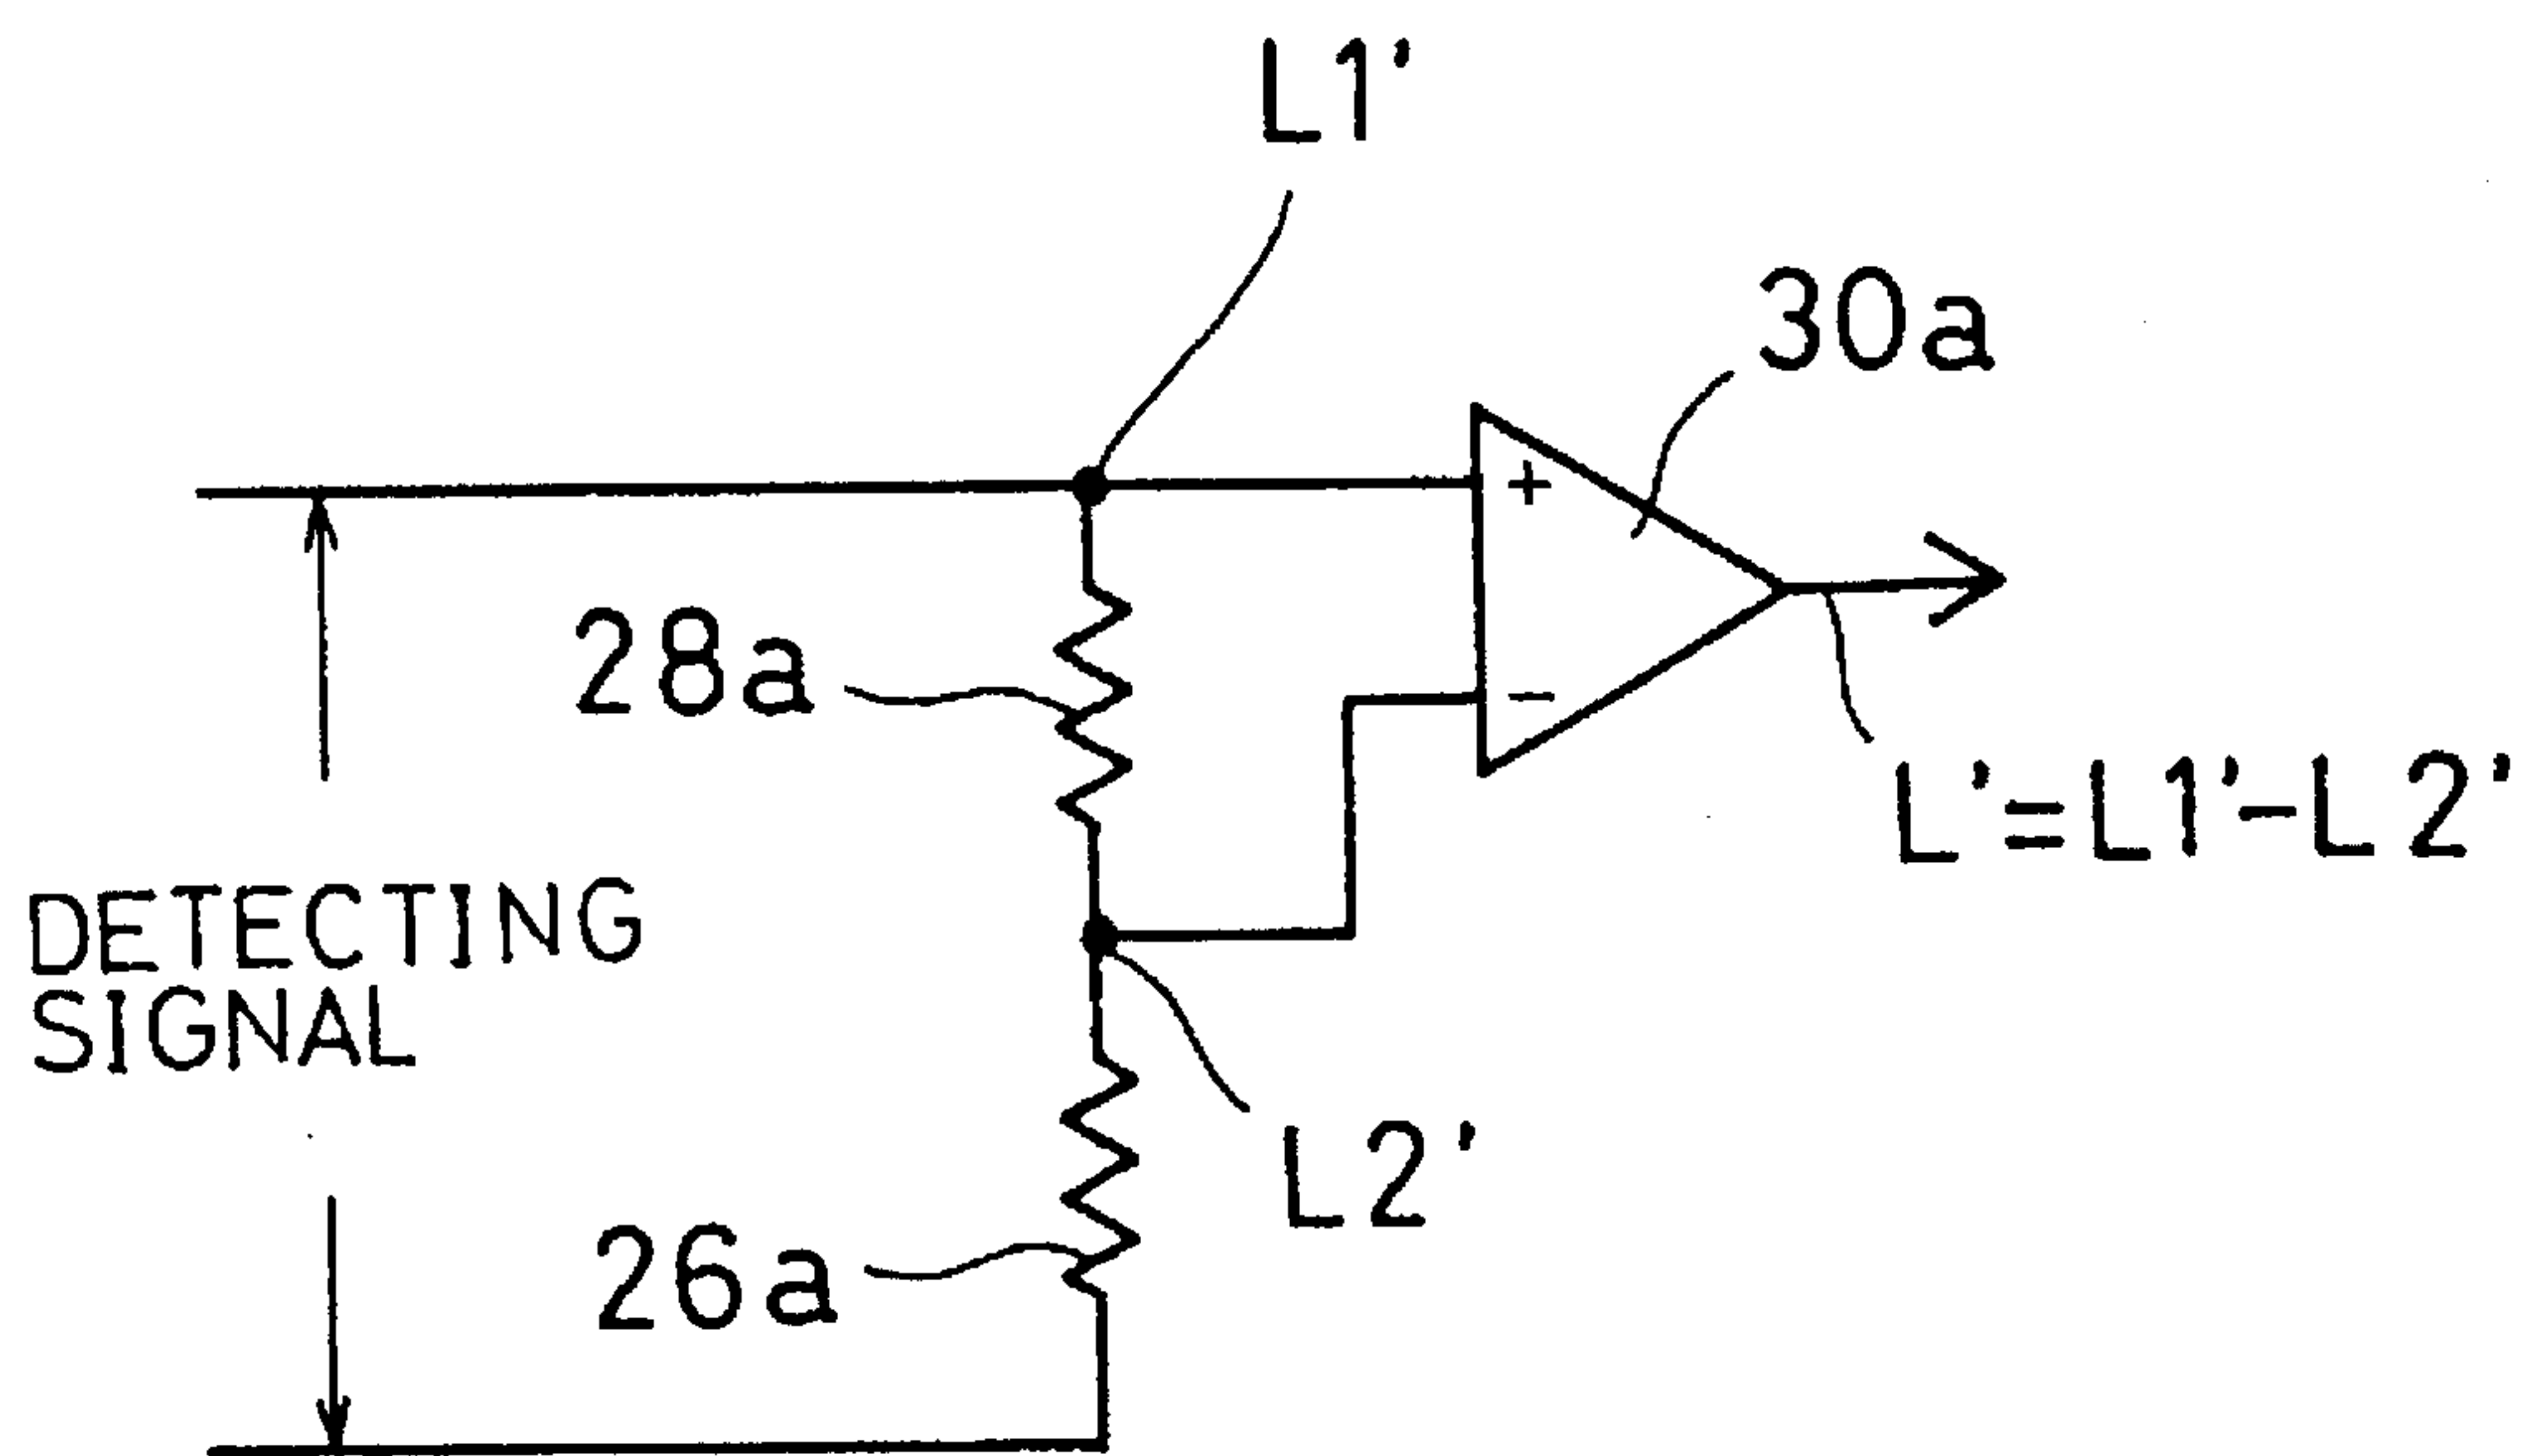 L1'
30a
+
28a
−
L'=L1'-L2'
DETECTING
SIGNAL
L2'
26a